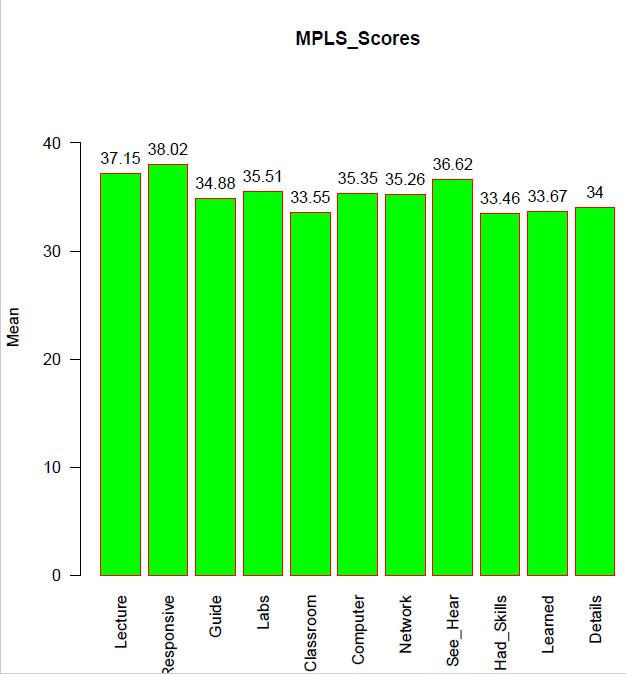 MPLS_Scores
Mean
40
30
20
10
0
37.15
38.02
34.88
35.51
33.55
35.35
35.26
36.62
33.46
33.67
34
Lecture
Responsive
Guide
Labs
Classroom
Computer
Network
See_Hear
Had_Skills
Learned
Details